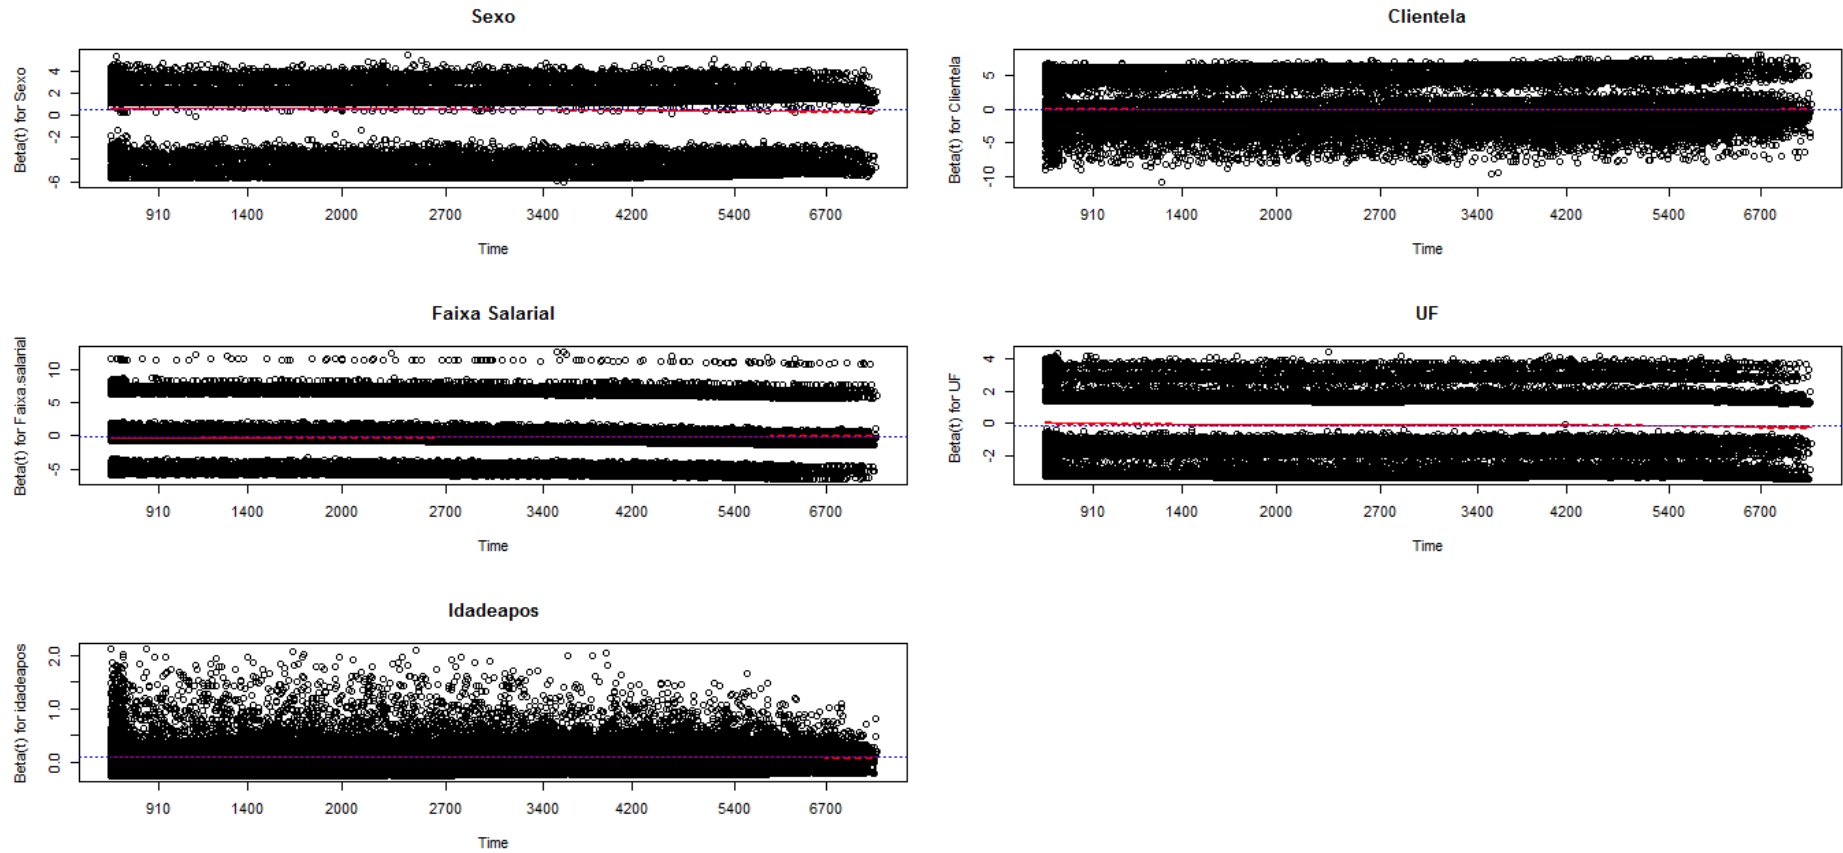 Sexo
Beta(t) for Sexo
4
2
0
-2
-6
910 1400 2000 2700 3400 4200 5400 6700
Time
Clientela
Beta(t) for Clientela
5
0
-5
-10
910 1400 2000 2700 3400 4200 5400 6700
Time
Faixa Salarial
Beta(t) for Faixa.salarial
10
5
0
-5
910 1400 2000 2700 3400 4200 5400 6700
Time
UF
Beta(t) for UF
4
2
0
-2
910 1400 2000 2700 3400 4200 5400 6700
Time
Idadeapos
Beta(t) for idadeapos
2.0
1.0
0.0
910 1400 2000 2700 3400 4200 5400 6700
Time